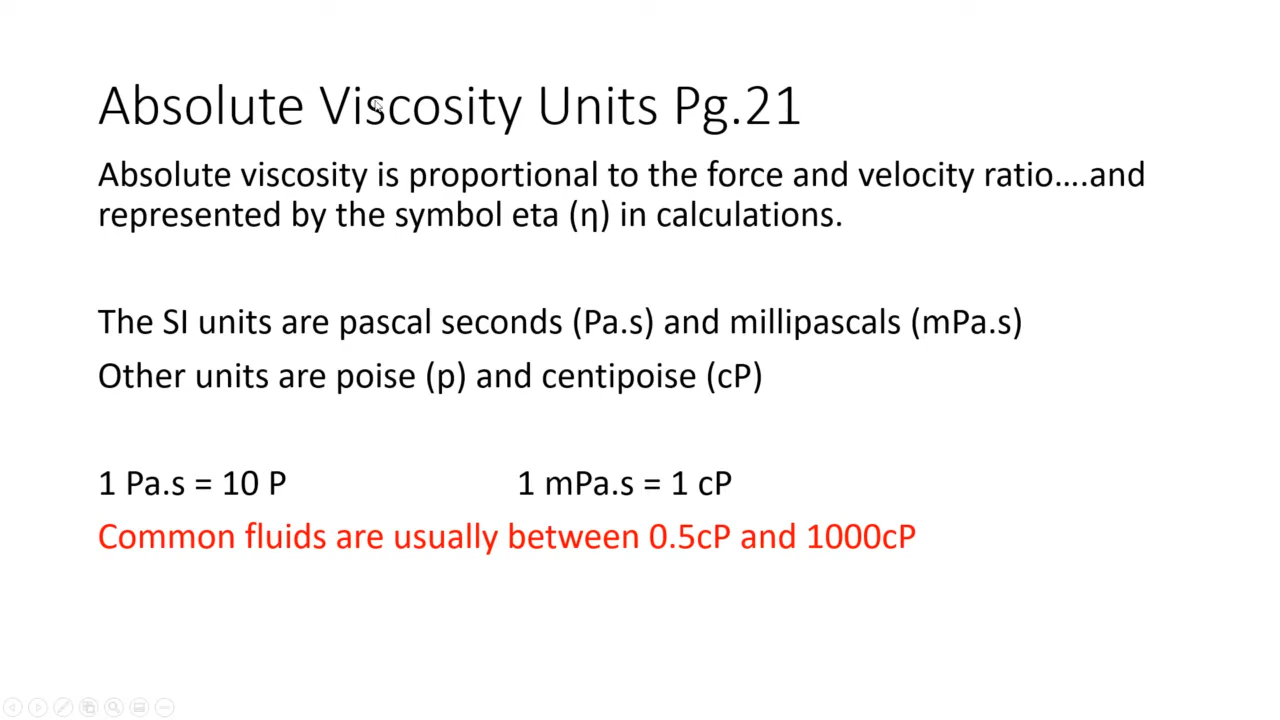 Absolute Viscosity Units Pg.21
Absolute viscosity is proportional to the force and velocity ratio….and
represented by the symbol eta (η) in calculations.
The SI units are pascal seconds (Pa.s) and millipascals (mPa.s)
Other units are poise (p) and centipoise (cP)
1 Pa.s = 10 P 1 mPa.s = 1 cP
Common fluids are usually between 0.5cP and 1000cP